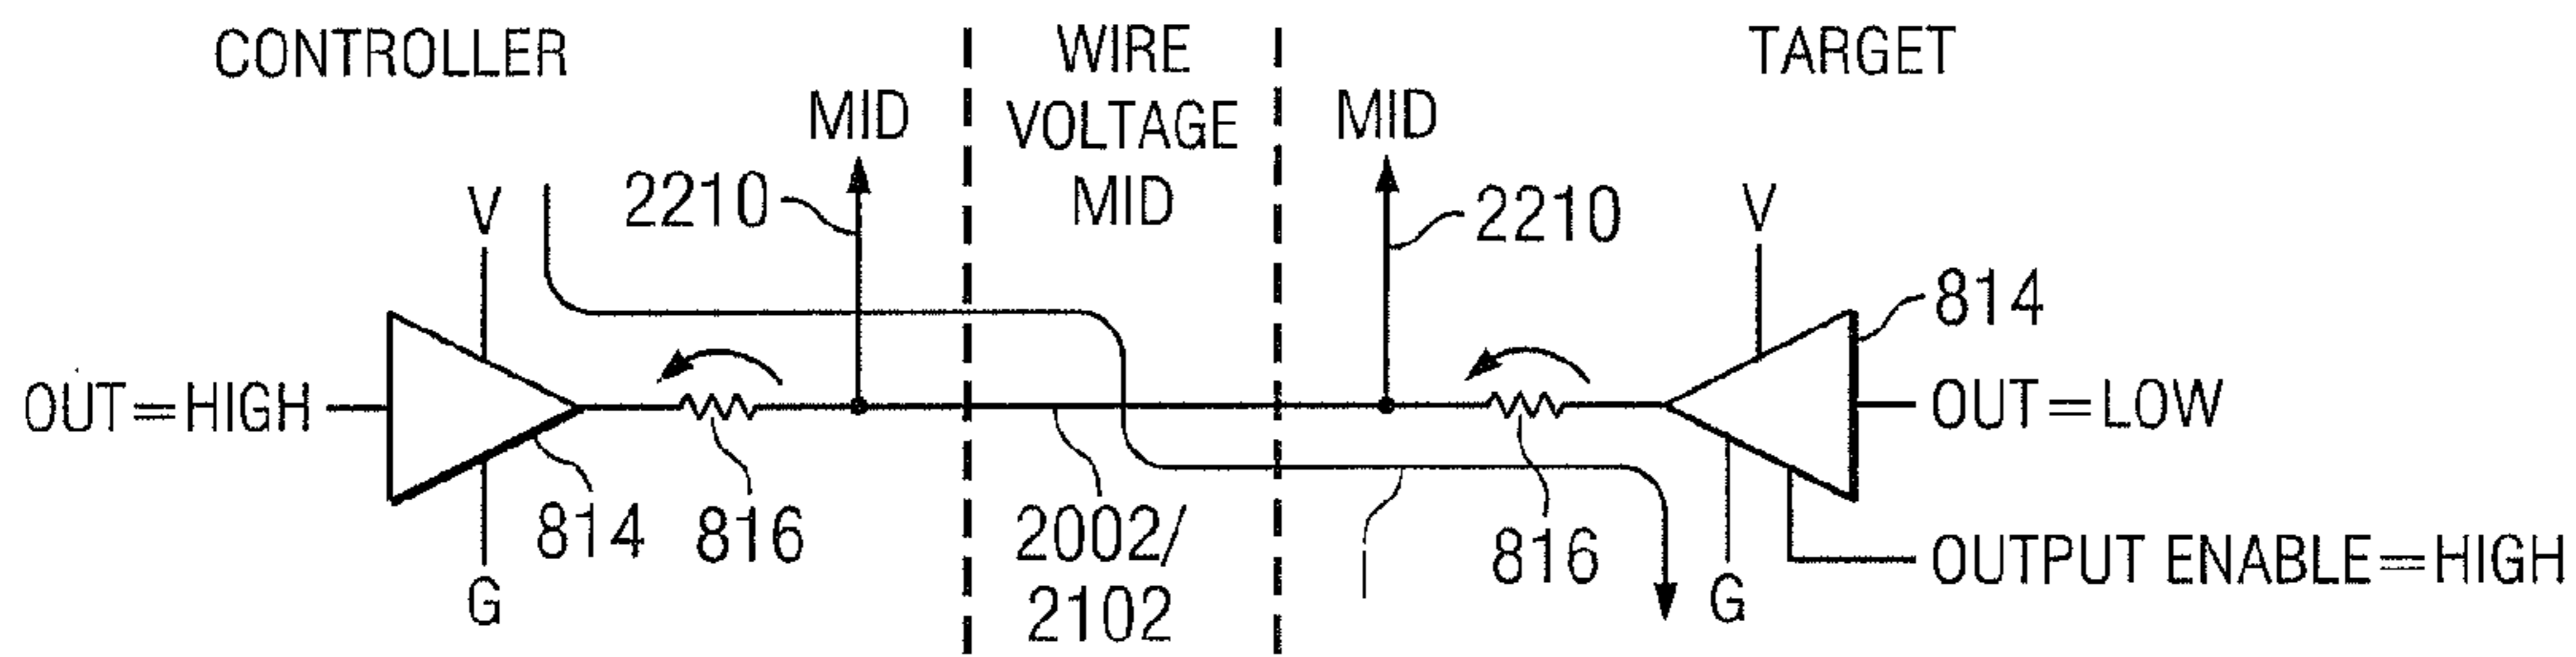 CONTROLLER
WIRE
VOLTAGE
MID
TARGET
MID
MID
V
2210
2210
V
814
OUT=HIGH
OUT=LOW
814
816
2002/
2102
816
OUTPUT ENABLE=HIGH
G
G